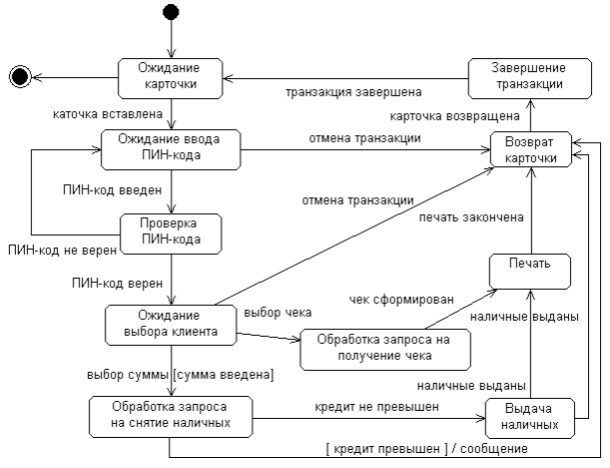 Ожидание
карточки
Завершение
транзакции
транзакция завершена
каточка вставлена
карточка возвращена
Ожидание ввода
ПИН-кода
отмена транзакции
Возврат
карточки
ПИН-код введен
отмена транзакции
печать закончена
Проверка
ПИН-кода
ПИН-код не верен
ПИН-код верен
Печать
чек сформирован
Ожидание
выбора клиента
выбор чека
наличные выданы
Обработка запроса на
получение чека
выбор суммы [сумма введена]
наличные выданы
Обработка запроса
на снятие наличных
кредит не превышен
Выдача
наличных
[ кредит превышен ] / сообщение